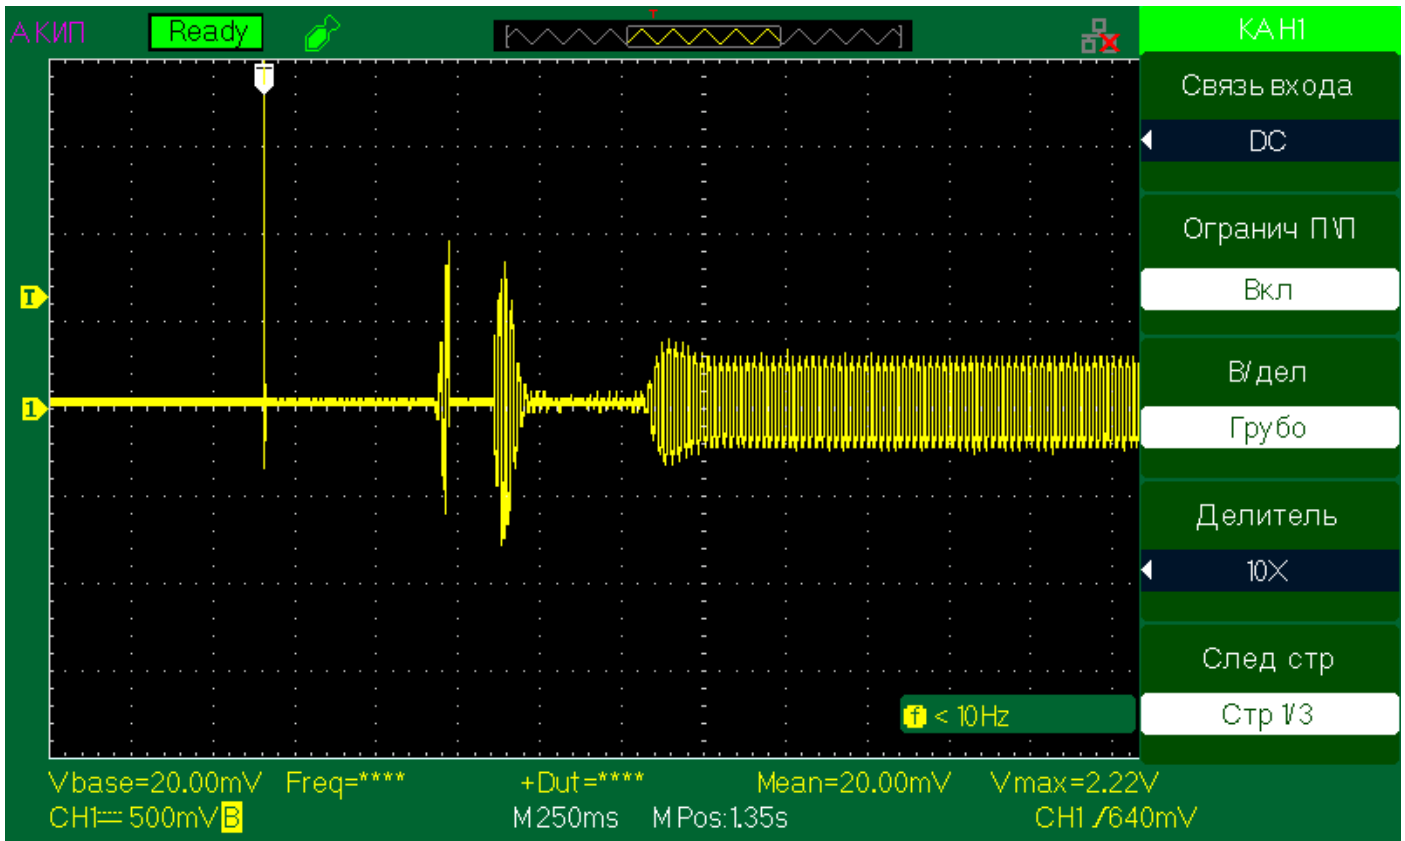 АКИП Ready T КАН1
Связь входа
DC
Огранич П\П
Вкл
В/дел
Грубо
Делитель
10X
След стр
Стр 1/3
T
T
1
f < 10Hz
Vbase=20.00mV Freq=**** +Dut=**** Mean=20.00mV Vmax=2.22V
CH1 500mV B M 250ms M Pos:1.35s CH1 /640mV